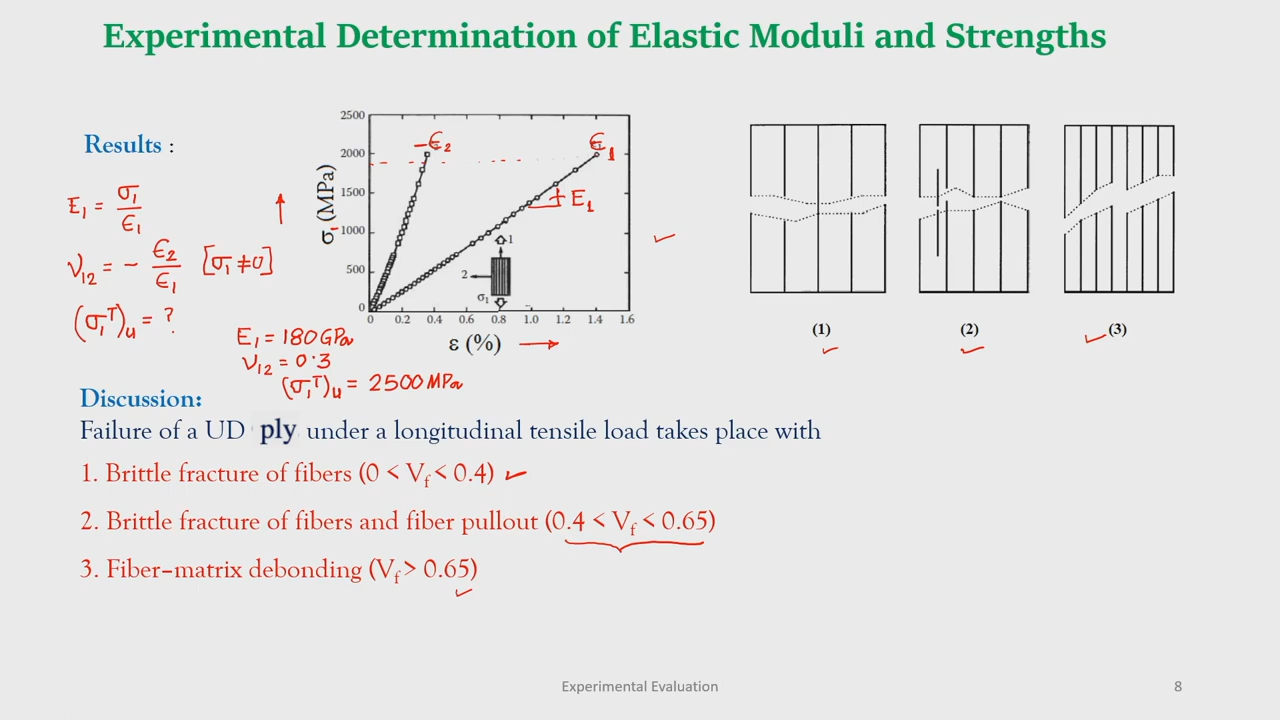 Experimental Determination of Elastic Moduli and Strengths
Results :
E₁ = σ₁ / ε₁
ν₁₂ = - ε₂ / ε₁ [σ₁ ≠ 0]
(σ₁ᵀ)ᵤ = ?
σ₁ (MPa)
2500
2000
1500
1000
500
0
0 0.2 0.4 0.6 0.8 1.0 1.2 1.4 1.6
ε (%)
-ε₂
ε₁
E₁
1
2
σ₁
E₁ = 180 GPa
ν₁₂ = 0.3
(σ₁ᵀ)ᵤ = 2500 MPa
(1) (2) (3)
Discussion:
Failure of a UD ply under a longitudinal tensile load takes place with
1. Brittle fracture of fibers (0 < Vf < 0.4)
2. Brittle fracture of fibers and fiber pullout (0.4 < Vf < 0.65)
3. Fiber-matrix debonding (Vf > 0.65)
Experimental Evaluation
8